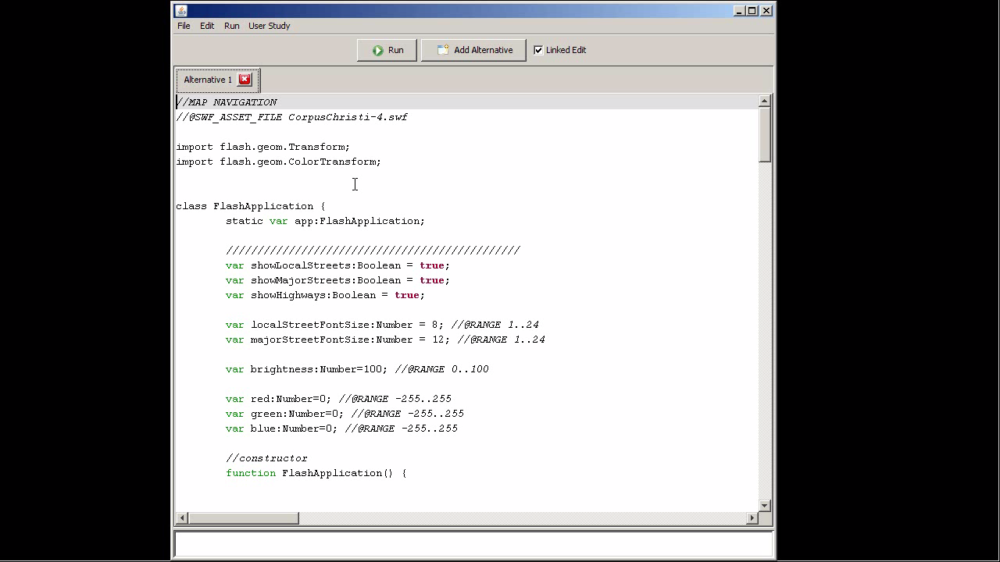 File Edit Run User Study
Run Add Alternative Linked Edit
Alternative 1
//MAP NAVIGATION
//@SWF_ASSET_FILE CorpusChristi-4.swf
import flash.geom.Transform;
import flash.geom.ColorTransform;
class FlashApplication {
static var app:FlashApplication;
///////////////////////////////////////////////
var showLocalStreets:Boolean = true;
var showMajorStreets:Boolean = true;
var showHighways:Boolean = true;
var localStreetFontSize:Number = 8; //@RANGE 1..24
var majorStreetFontSize:Number = 12; //@RANGE 1..24
var brightness:Number=100; //@RANGE 0..100
var red:Number=0; //@RANGE -255..255
var green:Number=0; //@RANGE -255..255
var blue:Number=0; //@RANGE -255..255
//constructor
function FlashApplication() {